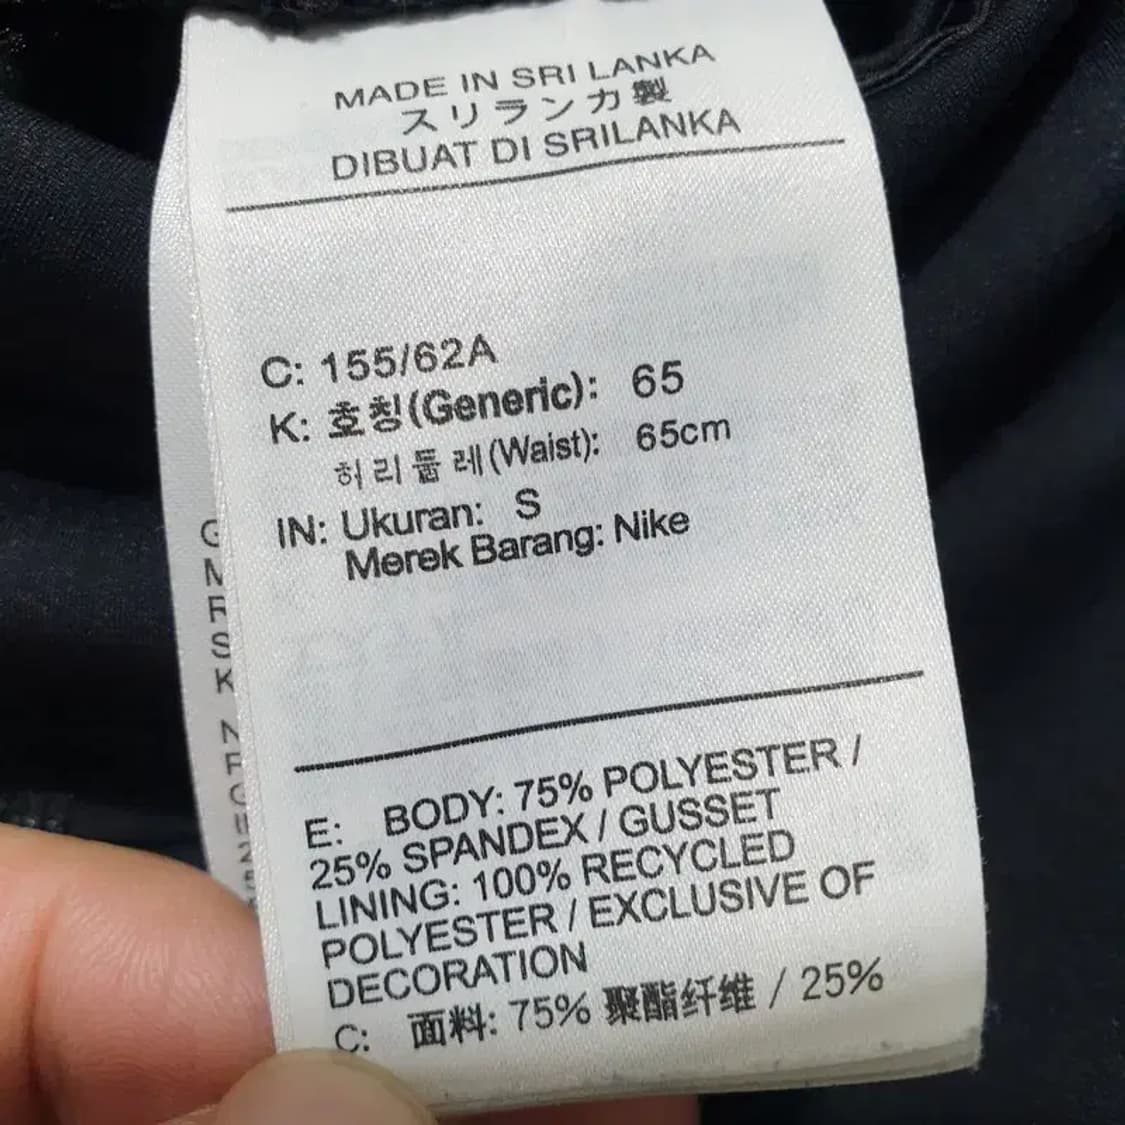 MADE IN SRI LANKA
スリランカ製
DIBUAT DI SRILANKA
C: 155/62A
K: 호칭(Generic): 65
허리둘레(Waist): 65cm
IN: Ukuran: S
Merek Barang: Nike
E: BODY: 75% POLYESTER /
25% SPANDEX / GUSSET
LINING: 100% RECYCLED
POLYESTER / EXCLUSIVE OF
DECORATION
C: 面料: 75% 聚酯纤维 / 25%